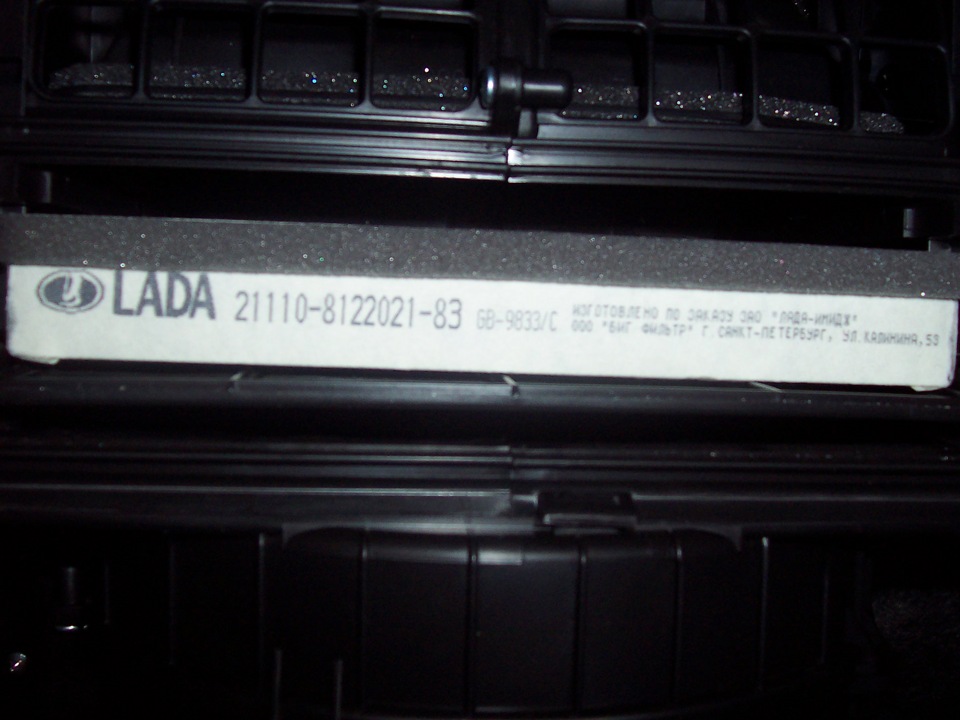 LADA 21110-8122021-83 GB-9833/C
ИЗГОТОВЛЕНО ПО ЗАКАЗУ ЗАО "ЛАДА-ИМИДЖ"
ООО "БИГ ФИЛЬТР" Г.САНКТ-ПЕТЕРБУРГ, УЛ.КАЛИНИНА,53